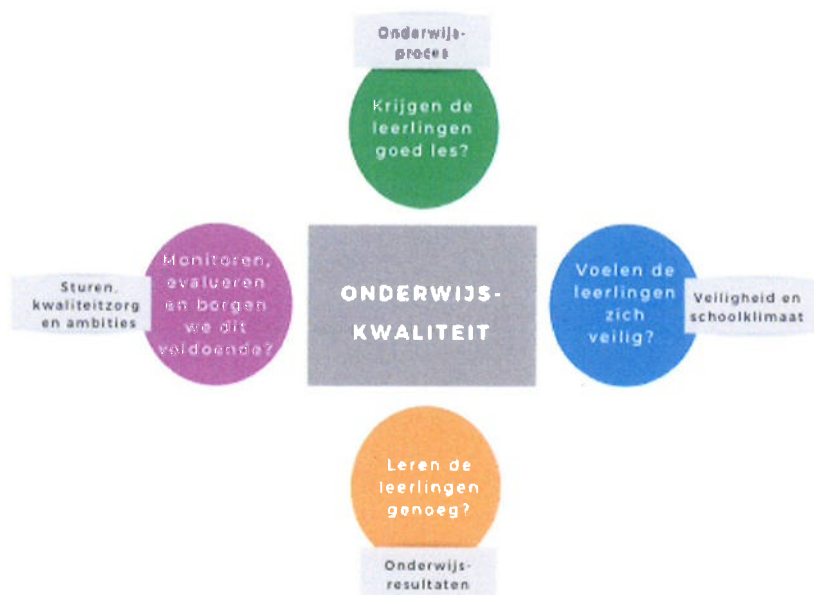 Onderwijs-
proces
Krijgen de
leerlingen
goed les?
Monitoren,
evalueren
en borgen
we dit
voldoende?
Sturen,
kwaliteitzorg
en ambities
ONDERWIJS-
KWALITEIT
Voelen de
leerlingen
zich
veilig?
Veiligheid en
schoolklimaat
Leren de
leerlingen
genoeg?
Onderwijs-
resultaten